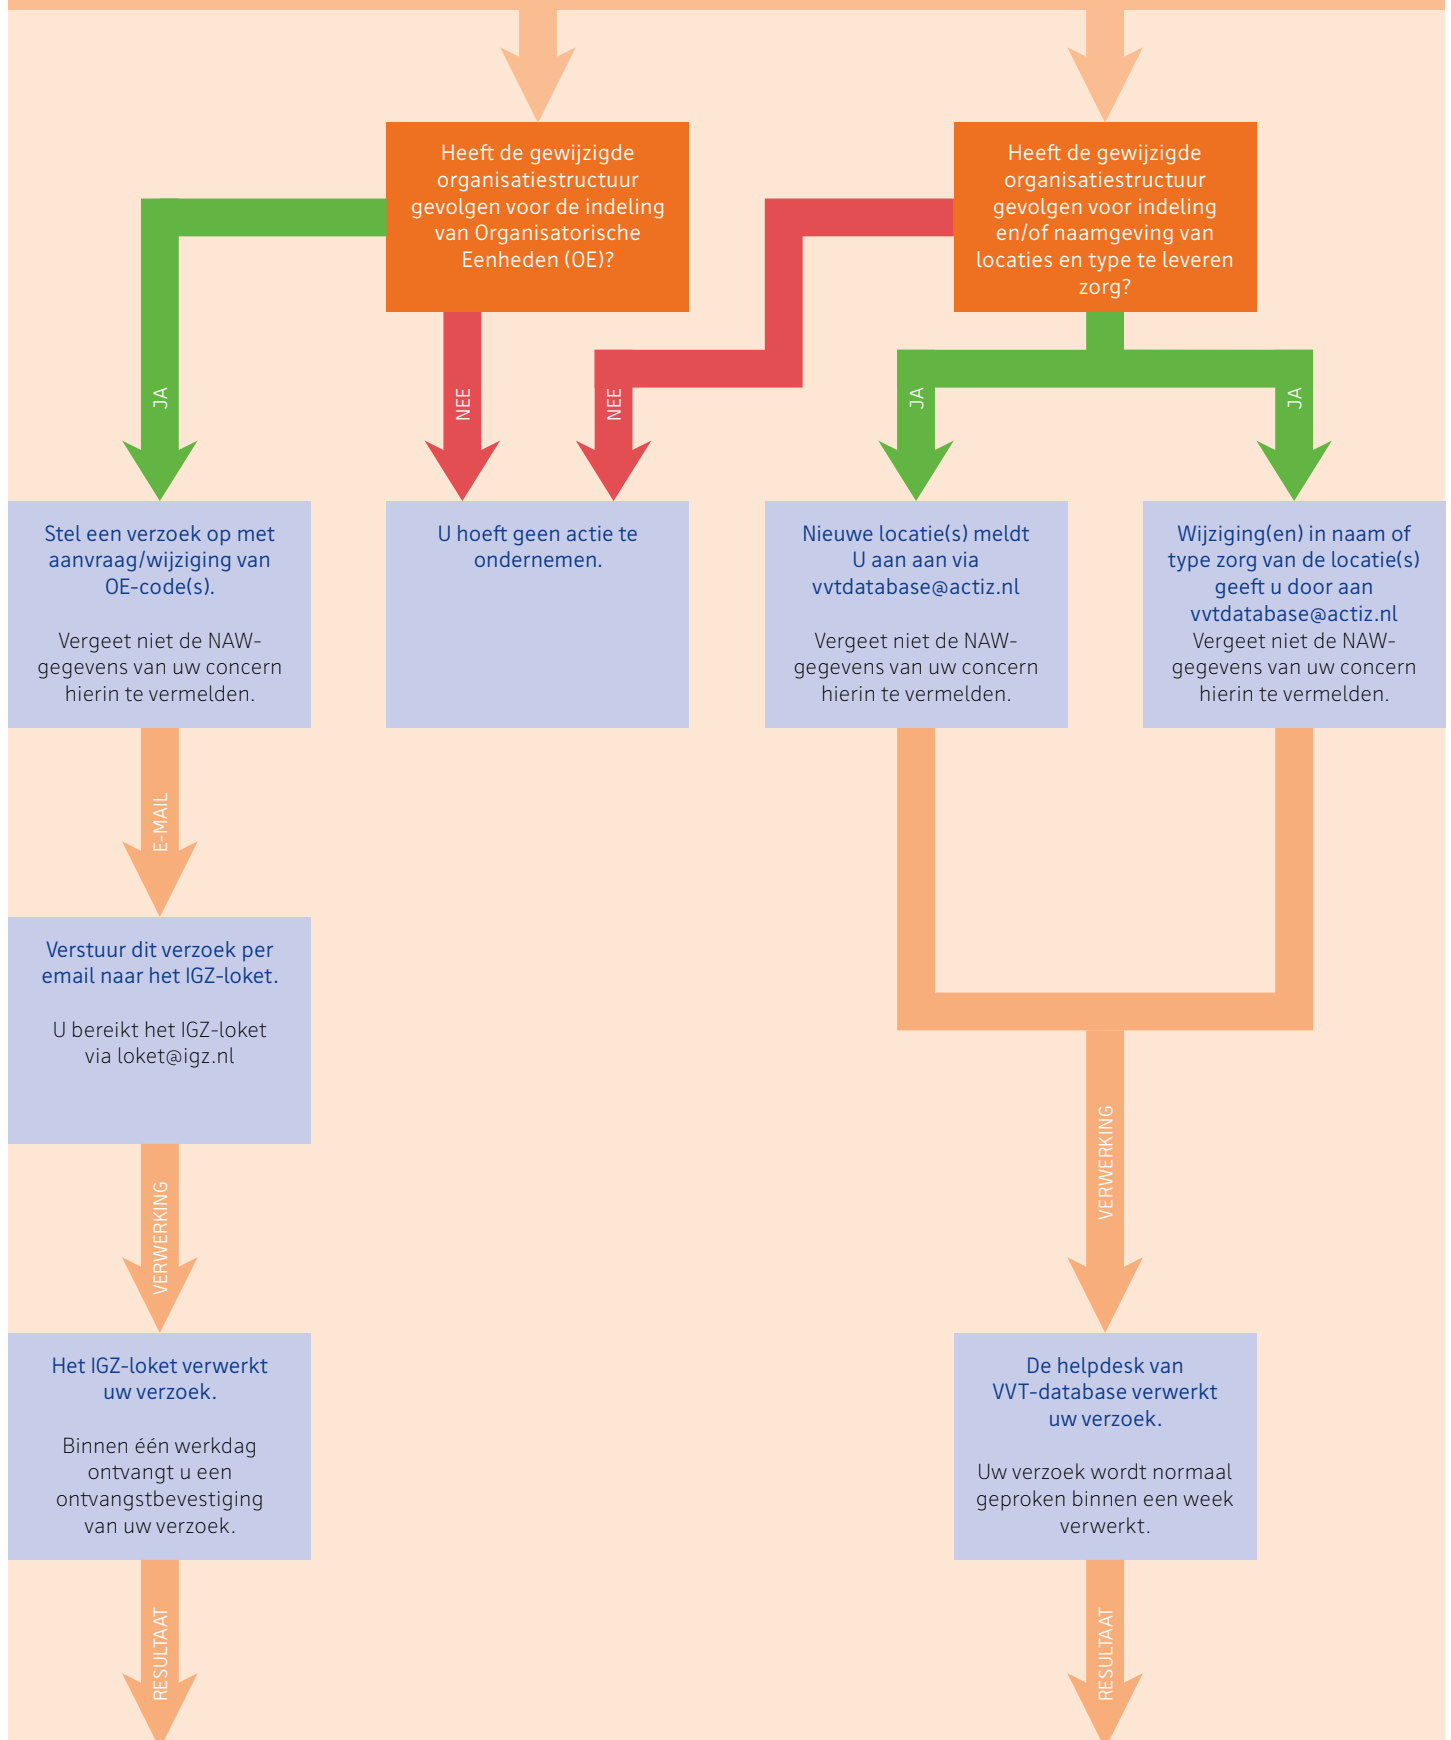 Heeft de gewijzigde
organisatiestructuur
gevolgen voor de indeling
van Organisatorische
Eenheden (OE)?
Heeft de gewijzigde
organisatiestructuur
gevolgen voor indeling
en/of naamgeving van
locaties en type te leveren
zorg?
JA
NEE
NEE
JA
JA
Stel een verzoek op met
aanvraag/wijziging van
OE-code(s).
Vergeet niet de NAW-
gegevens van uw concern
hierin te vermelden.
U hoeft geen actie te
ondernemen.
Nieuwe locatie(s) meldt
U aan aan via
vvtdatabase@actiz.nl
Vergeet niet de NAW-
gegevens van uw concern
hierin te vermelden.
Wijziging(en) in naam of
type zorg van de locatie(s)
geeft u door aan
vvtdatabase@actiz.nl
Vergeet niet de NAW-
gegevens van uw concern
hierin te vermelden.
E-MAIL
Verstuur dit verzoek per
email naar het IGZ-loket.
U bereikt het IGZ-loket
via loket@igz.nl
VERWERKING
VERWERKING
Het IGZ-loket verwerkt
uw verzoek.
Binnen één werkdag
ontvangt u een
ontvangstbevestiging
van uw verzoek.
De helpdesk van
VVT-database verwerkt
uw verzoek.
Uw verzoek wordt normaal
geproken binnen een week
verwerkt.
RESULTAAT
RESULTAAT